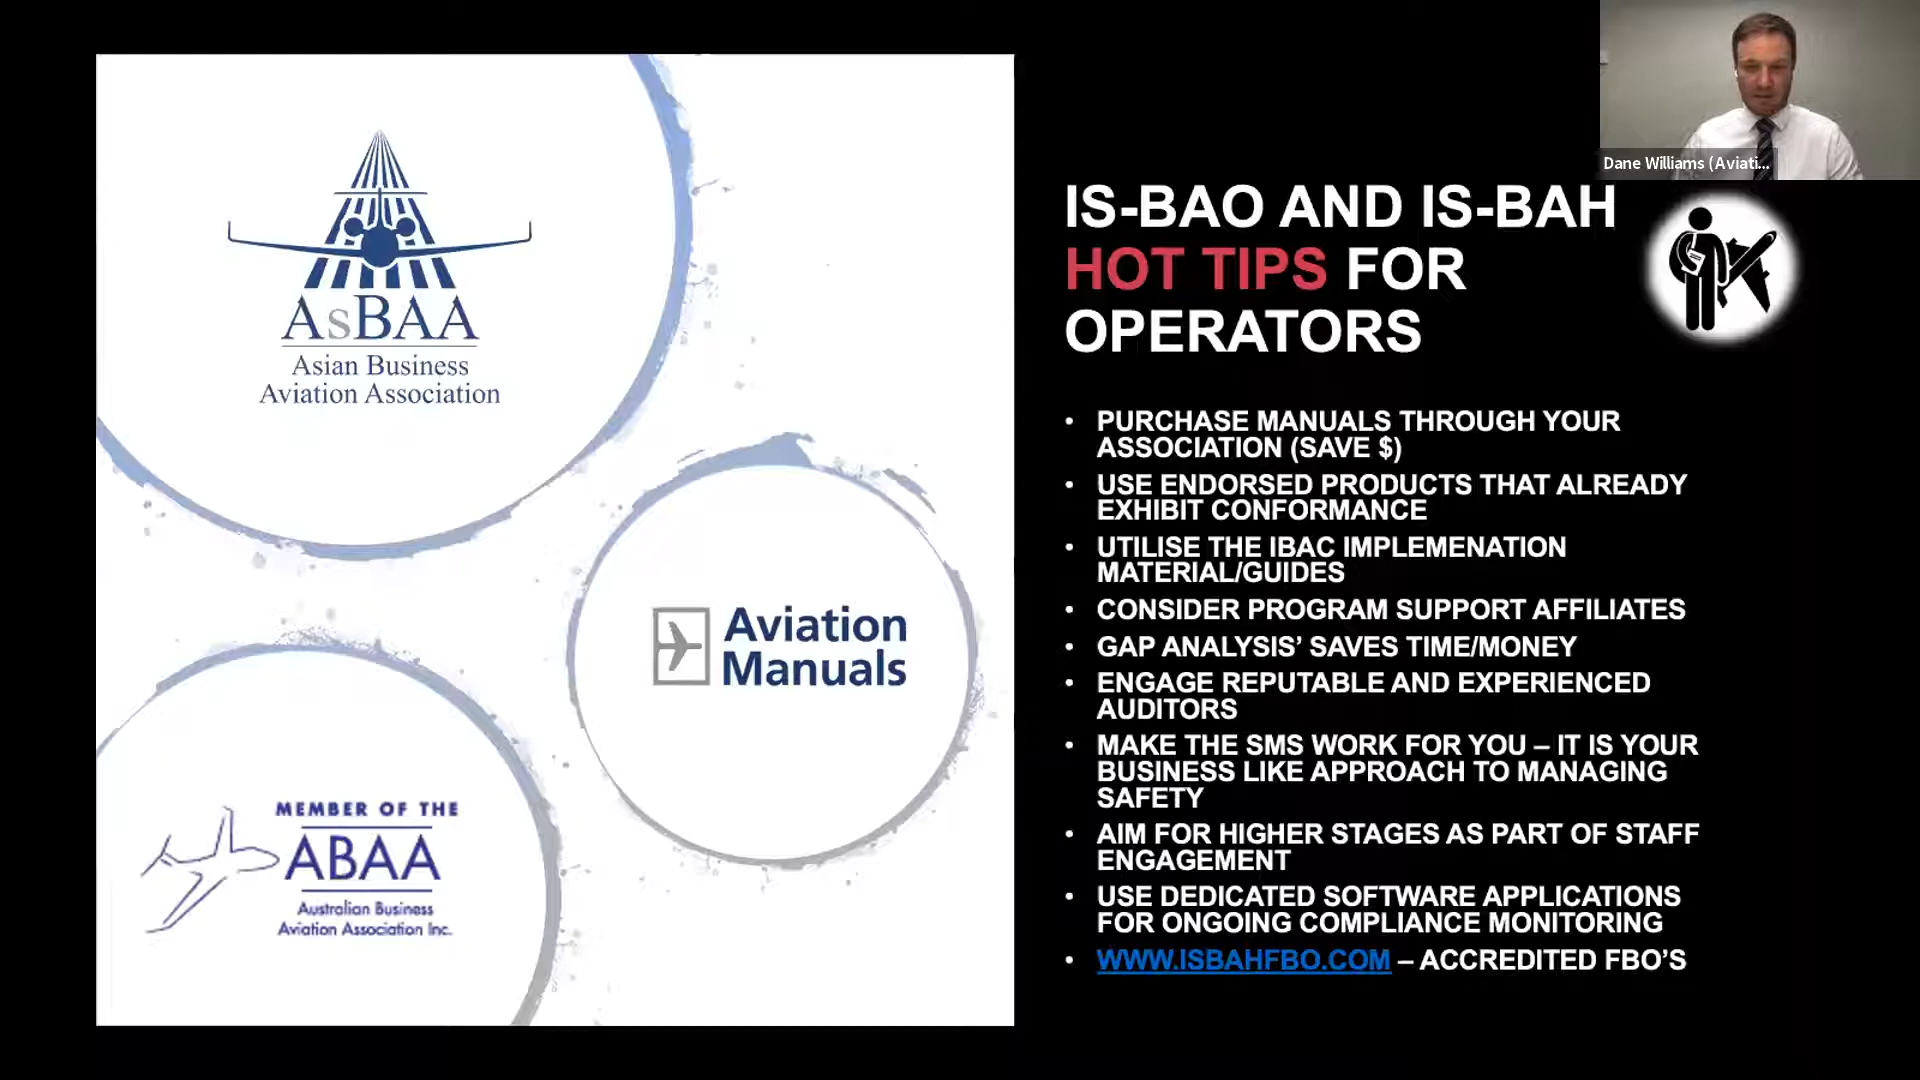 AsBAA
Asian Business
Aviation Association
Aviation
Manuals
MEMBER OF THE
ABAA
Australian Business
Aviation Association Inc.
Dane Williams (Aviati...
IS-BAO AND IS-BAH
HOT TIPS FOR
OPERATORS
• PURCHASE MANUALS THROUGH YOUR
ASSOCIATION (SAVE $)
• USE ENDORSED PRODUCTS THAT ALREADY
EXHIBIT CONFORMANCE
• UTILISE THE IBAC IMPLEMENATION
MATERIAL/GUIDES
• CONSIDER PROGRAM SUPPORT AFFILIATES
• GAP ANALYSIS’ SAVES TIME/MONEY
• ENGAGE REPUTABLE AND EXPERIENCED
AUDITORS
• MAKE THE SMS WORK FOR YOU – IT IS YOUR
BUSINESS LIKE APPROACH TO MANAGING
SAFETY
• AIM FOR HIGHER STAGES AS PART OF STAFF
ENGAGEMENT
• USE DEDICATED SOFTWARE APPLICATIONS
FOR ONGOING COMPLIANCE MONITORING
• WWW.ISBAHFBO.COM – ACCREDITED FBO’S